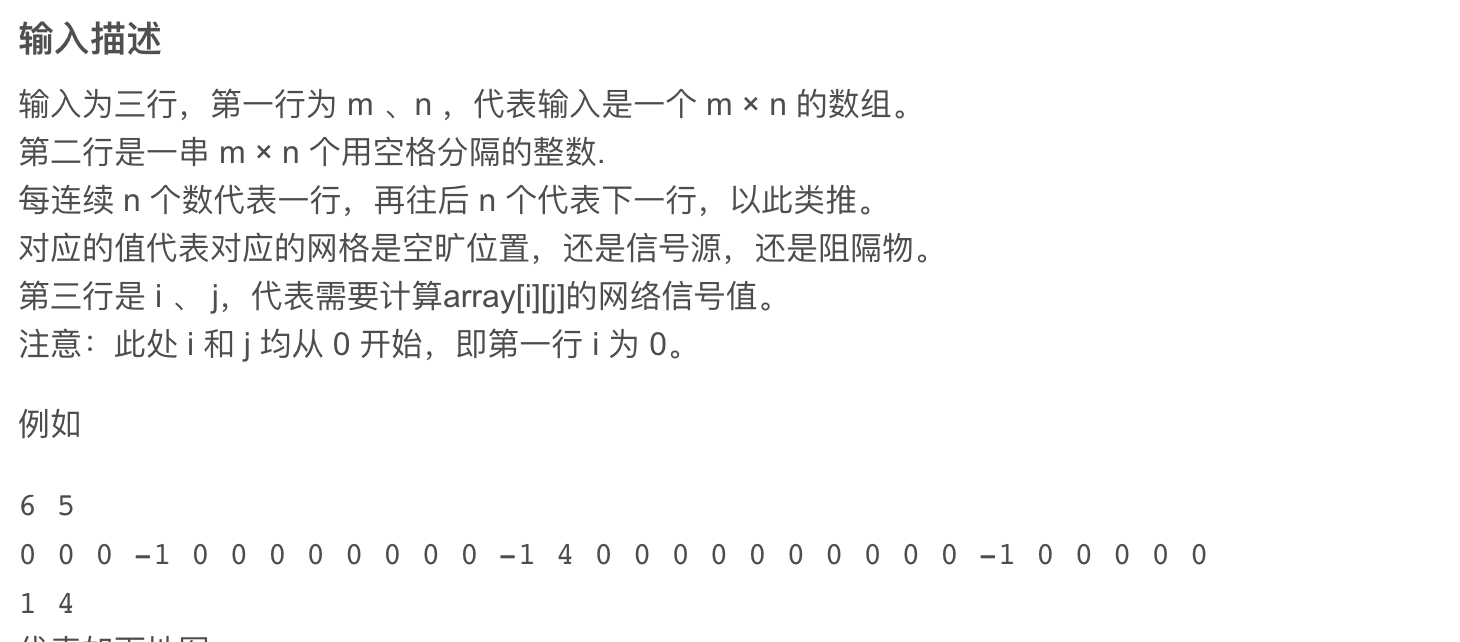 输入描述
输入为三行，第一行为 m 、n ，代表输入是一个 m × n 的数组。
第二行是一串 m × n 个用空格分隔的整数.
每连续 n 个数代表一行，再往后 n 个代表下一行，以此类推。
对应的值代表对应的网格是空旷位置，还是信号源，还是阻隔物。
第三行是 i 、 j，代表需要计算array[i][j]的网络信号值。
注意：此处 i 和 j 均从 0 开始，即第一行 i 为 0。
例如
6 5
0 0 0 -1 0 0 0 0 0 0 0 0 -1 4 0 0 0 0 0 0 0 0 0 0 -1 0 0 0 0 0
1 4